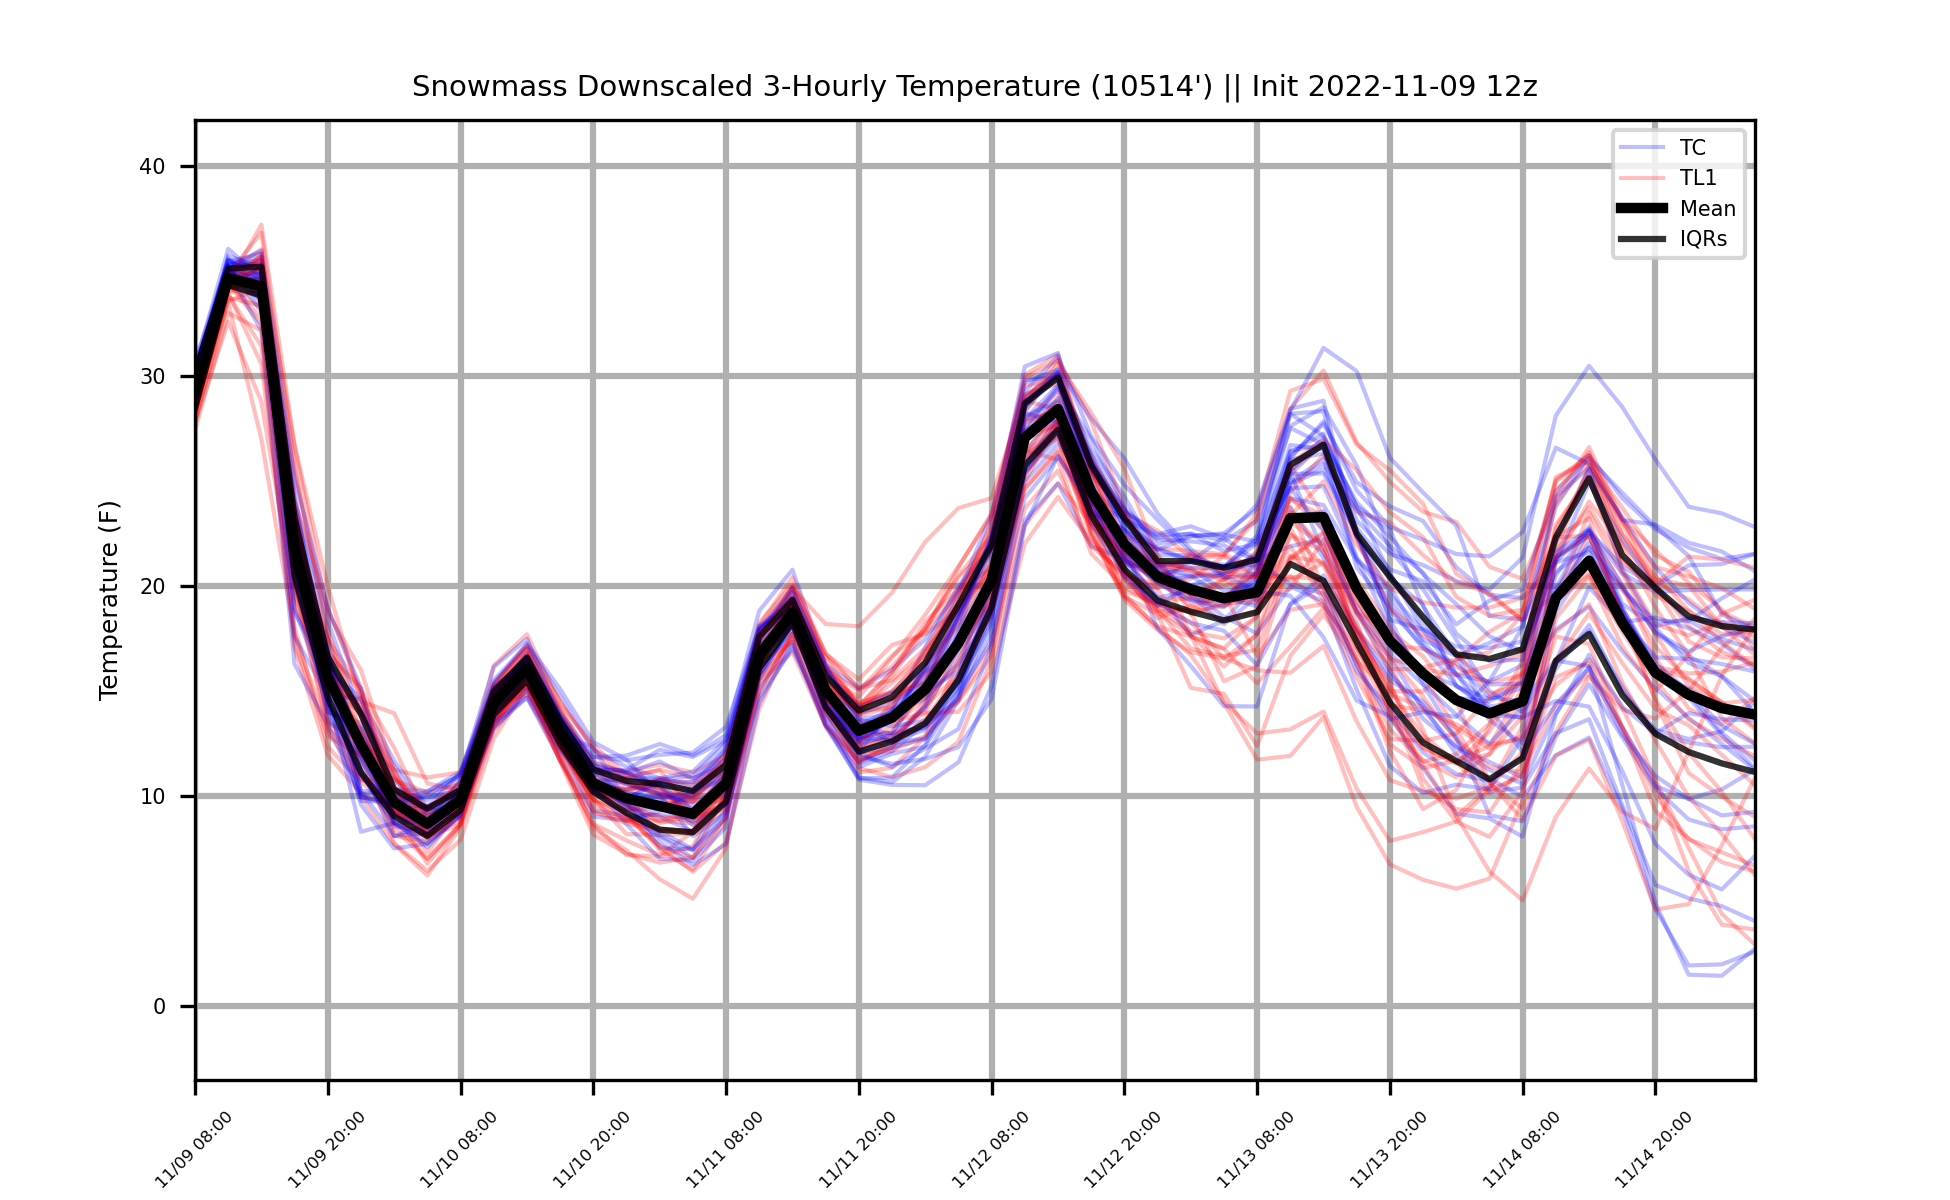 Snowmass Downscaled 3-Hourly Temperature (10514') || Init 2022-11-09 12z
TC
TL1
Mean
IQRs
Temperature (F)
40
30
20
10
0
11/09 08:00
11/09 20:00
11/10 08:00
11/10 20:00
11/11 08:00
11/11 20:00
11/12 08:00
11/12 20:00
11/13 08:00
11/13 20:00
11/14 08:00
11/14 20:00